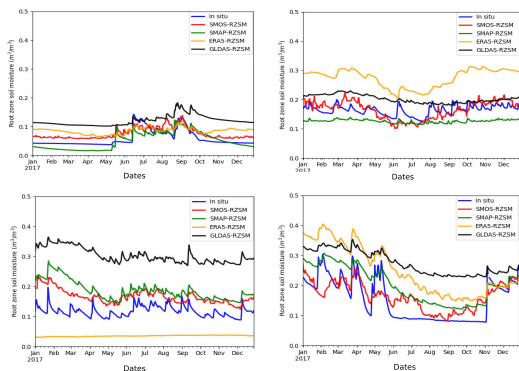 Root zone soil moisture (m³/m³)
0.5
0.4
0.3
0.2
0.1
0.0
In situ
SMOS-RZSM
SMAP-RZSM
ERA5-RZSM
GLDAS-RZSM
Jan Feb Mar Apr May Jun Jul Aug Sep Oct Nov Dec
2017
Dates
Root zone soil moisture (m³/m³)
0.5
0.4
0.3
0.2
0.1
0.0
In situ
SMOS-RZSM
SMAP-RZSM
ERA5-RZSM
GLDAS-RZSM
Jan Feb Mar Apr May Jun Jul Aug Sep Oct Nov Dec
2017
Dates
Root zone soil moisture (m³/m³)
0.5
0.4
0.3
0.2
0.1
0.0
In situ
SMOS-RZSM
SMAP-RZSM
ERA5-RZSM
GLDAS-RZSM
Jan Feb Mar Apr May Jun Jul Aug Sep Oct Nov Dec
2017
Dates
Root zone soil moisture (m³/m³)
0.5
0.4
0.3
0.2
0.1
0.0
In situ
SMOS-RZSM
SMAP-RZSM
ERA5-RZSM
GLDAS-RZSM
Jan Feb Mar Apr May Jun Jul Aug Sep Oct Nov Dec
2017
Dates